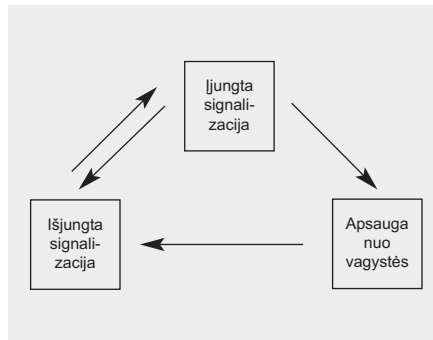 Įjungta
signali-
zacija
Išjungta
signali-
zacija
Apsauga
nuo
vagystės